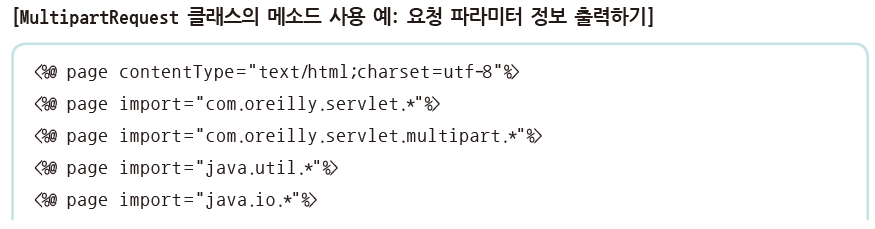 [MultipartRequest 클래스의 메소드 사용 예: 요청 파라미터 정보 출력하기]
<%@ page contentType="text/html;charset=utf-8"%>
<%@ page import="com.oreilly.servlet.*"%>
<%@ page import="com.oreilly.servlet.multipart.*"%>
<%@ page import="java.util.*"%>
<%@ page import="java.io.*"%>